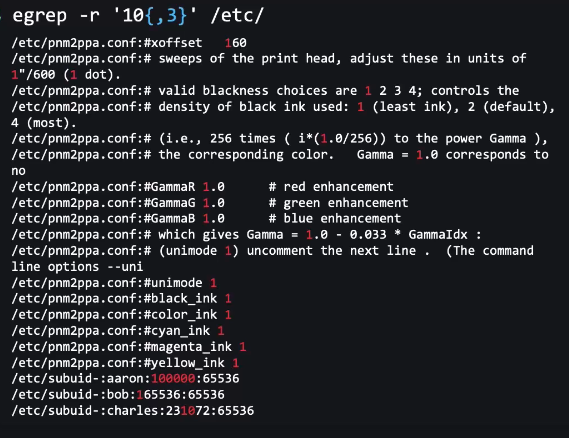 egrep -r '10{,3}' /etc/
/etc/pnm2ppa.conf:#xoffset   160
/etc/pnm2ppa.conf:# sweeps of the print head, adjust these in units of
1"/600 (1 dot).
/etc/pnm2ppa.conf:# valid blackness choices are 1 2 3 4; controls the
/etc/pnm2ppa.conf:# density of black ink used: 1 (least ink), 2 (default),
4 (most).
/etc/pnm2ppa.conf:# (i.e., 256 times ( i*(1.0/256)) to the power Gamma ),
/etc/pnm2ppa.conf:# the corresponding color.   Gamma = 1.0 corresponds to
no
/etc/pnm2ppa.conf:#GammaR 1.0      # red enhancement
/etc/pnm2ppa.conf:#GammaG 1.0      # green enhancement
/etc/pnm2ppa.conf:#GammaB 1.0      # blue enhancement
/etc/pnm2ppa.conf:# which gives Gamma = 1.0 - 0.033 * GammaIdx :
/etc/pnm2ppa.conf:# (unimode 1) uncomment the next line .  (The command
line options --uni
/etc/pnm2ppa.conf:#unimode 1
/etc/pnm2ppa.conf:#black_ink 1
/etc/pnm2ppa.conf:#color_ink 1
/etc/pnm2ppa.conf:#cyan_ink 1
/etc/pnm2ppa.conf:#magenta_ink 1
/etc/pnm2ppa.conf:#yellow_ink 1
/etc/subuid-:aaron:100000:65536
/etc/subuid-:bob:165536:65536
/etc/subuid-:charles:231072:65536